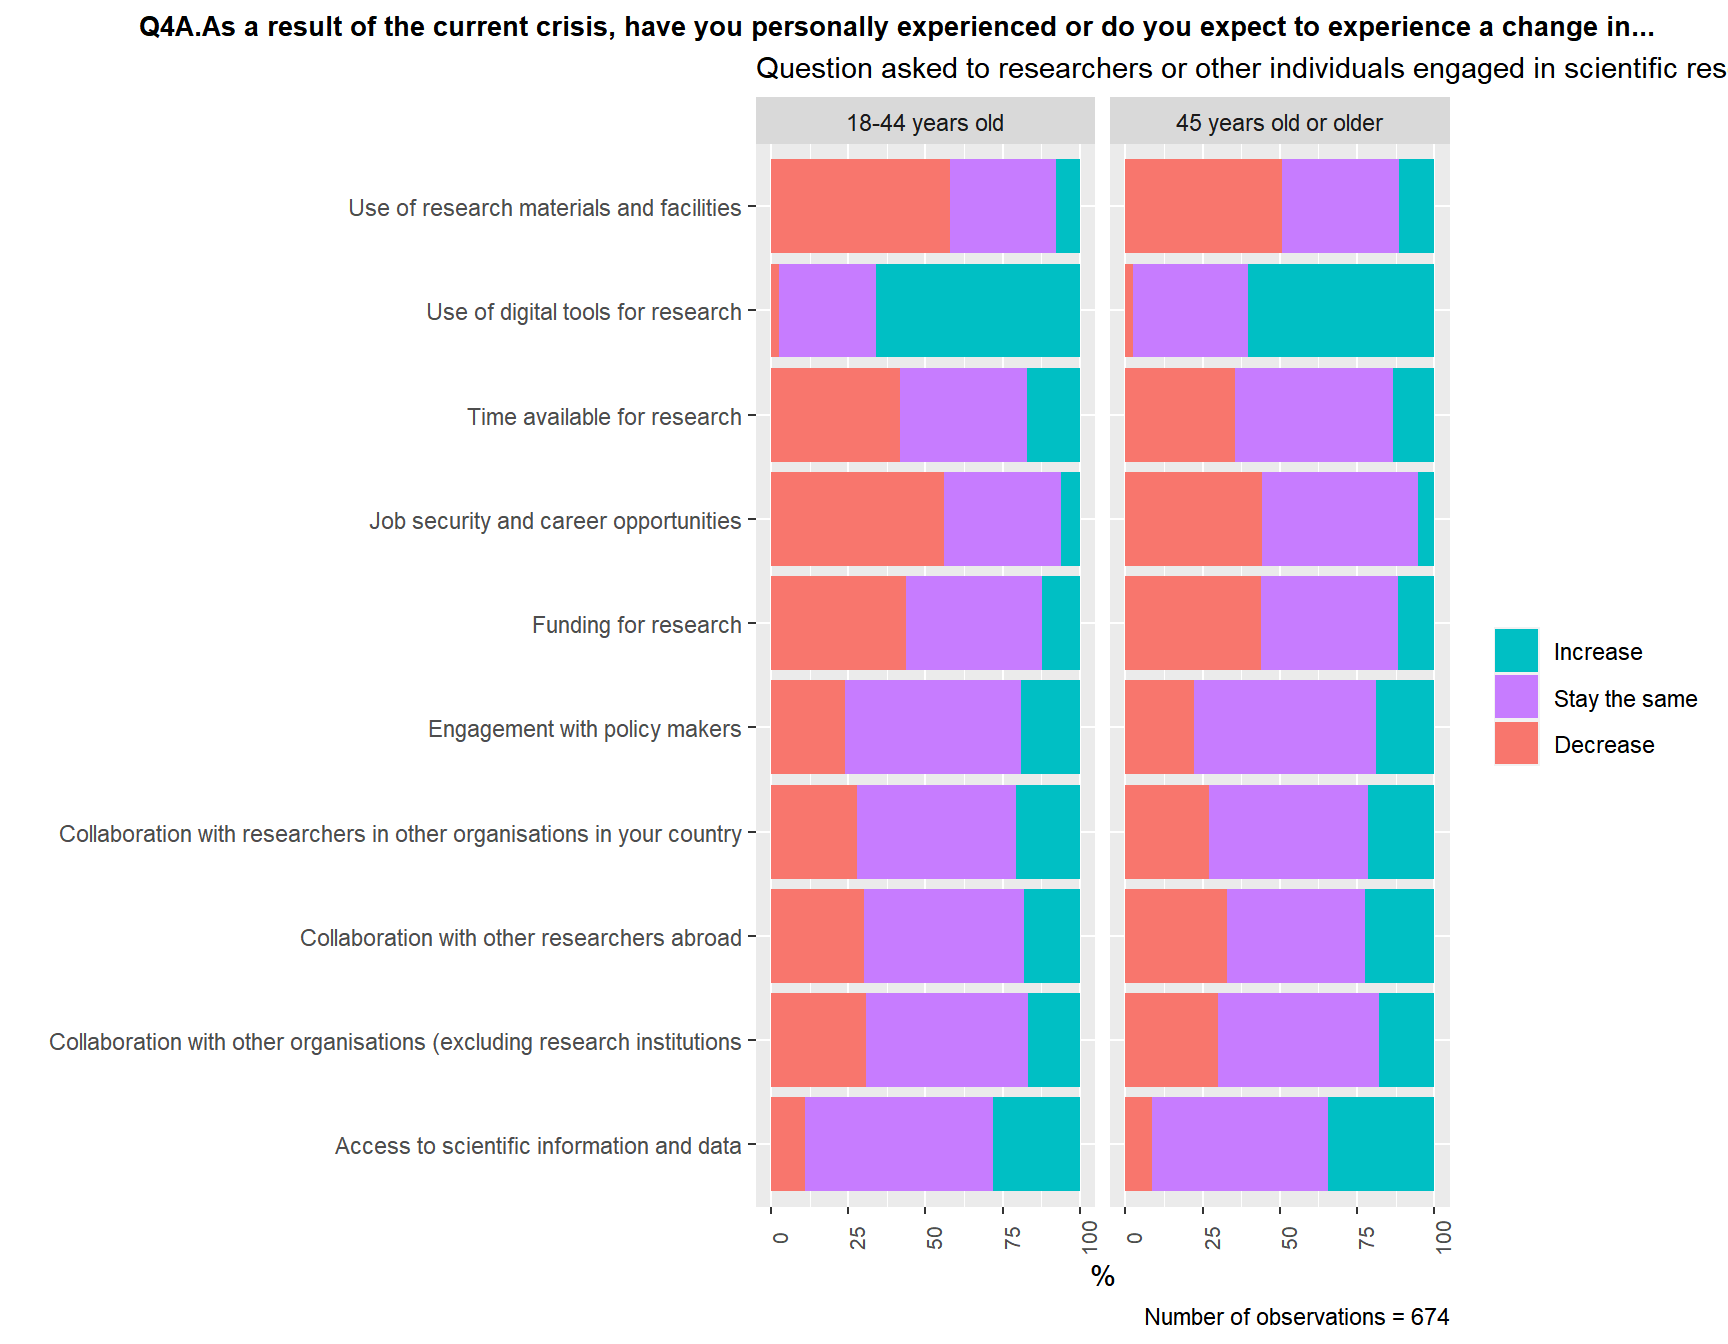 Q4A.As a result of the current crisis, have you personally experienced or do you expect to experience a change in...
Question asked to researchers or other individuals engaged in scientific res
18-44 years old
45 years old or older
Use of research materials and facilities
Use of digital tools for research
Time available for research
Job security and career opportunities
Funding for research
Engagement with policy makers
Collaboration with researchers in other organisations in your country
Collaboration with other researchers abroad
Collaboration with other organisations (excluding research institutions
Access to scientific information and data
Increase
Stay the same
Decrease
0 25 50 75 100
0 25 50 75 100
%
Number of observations = 674